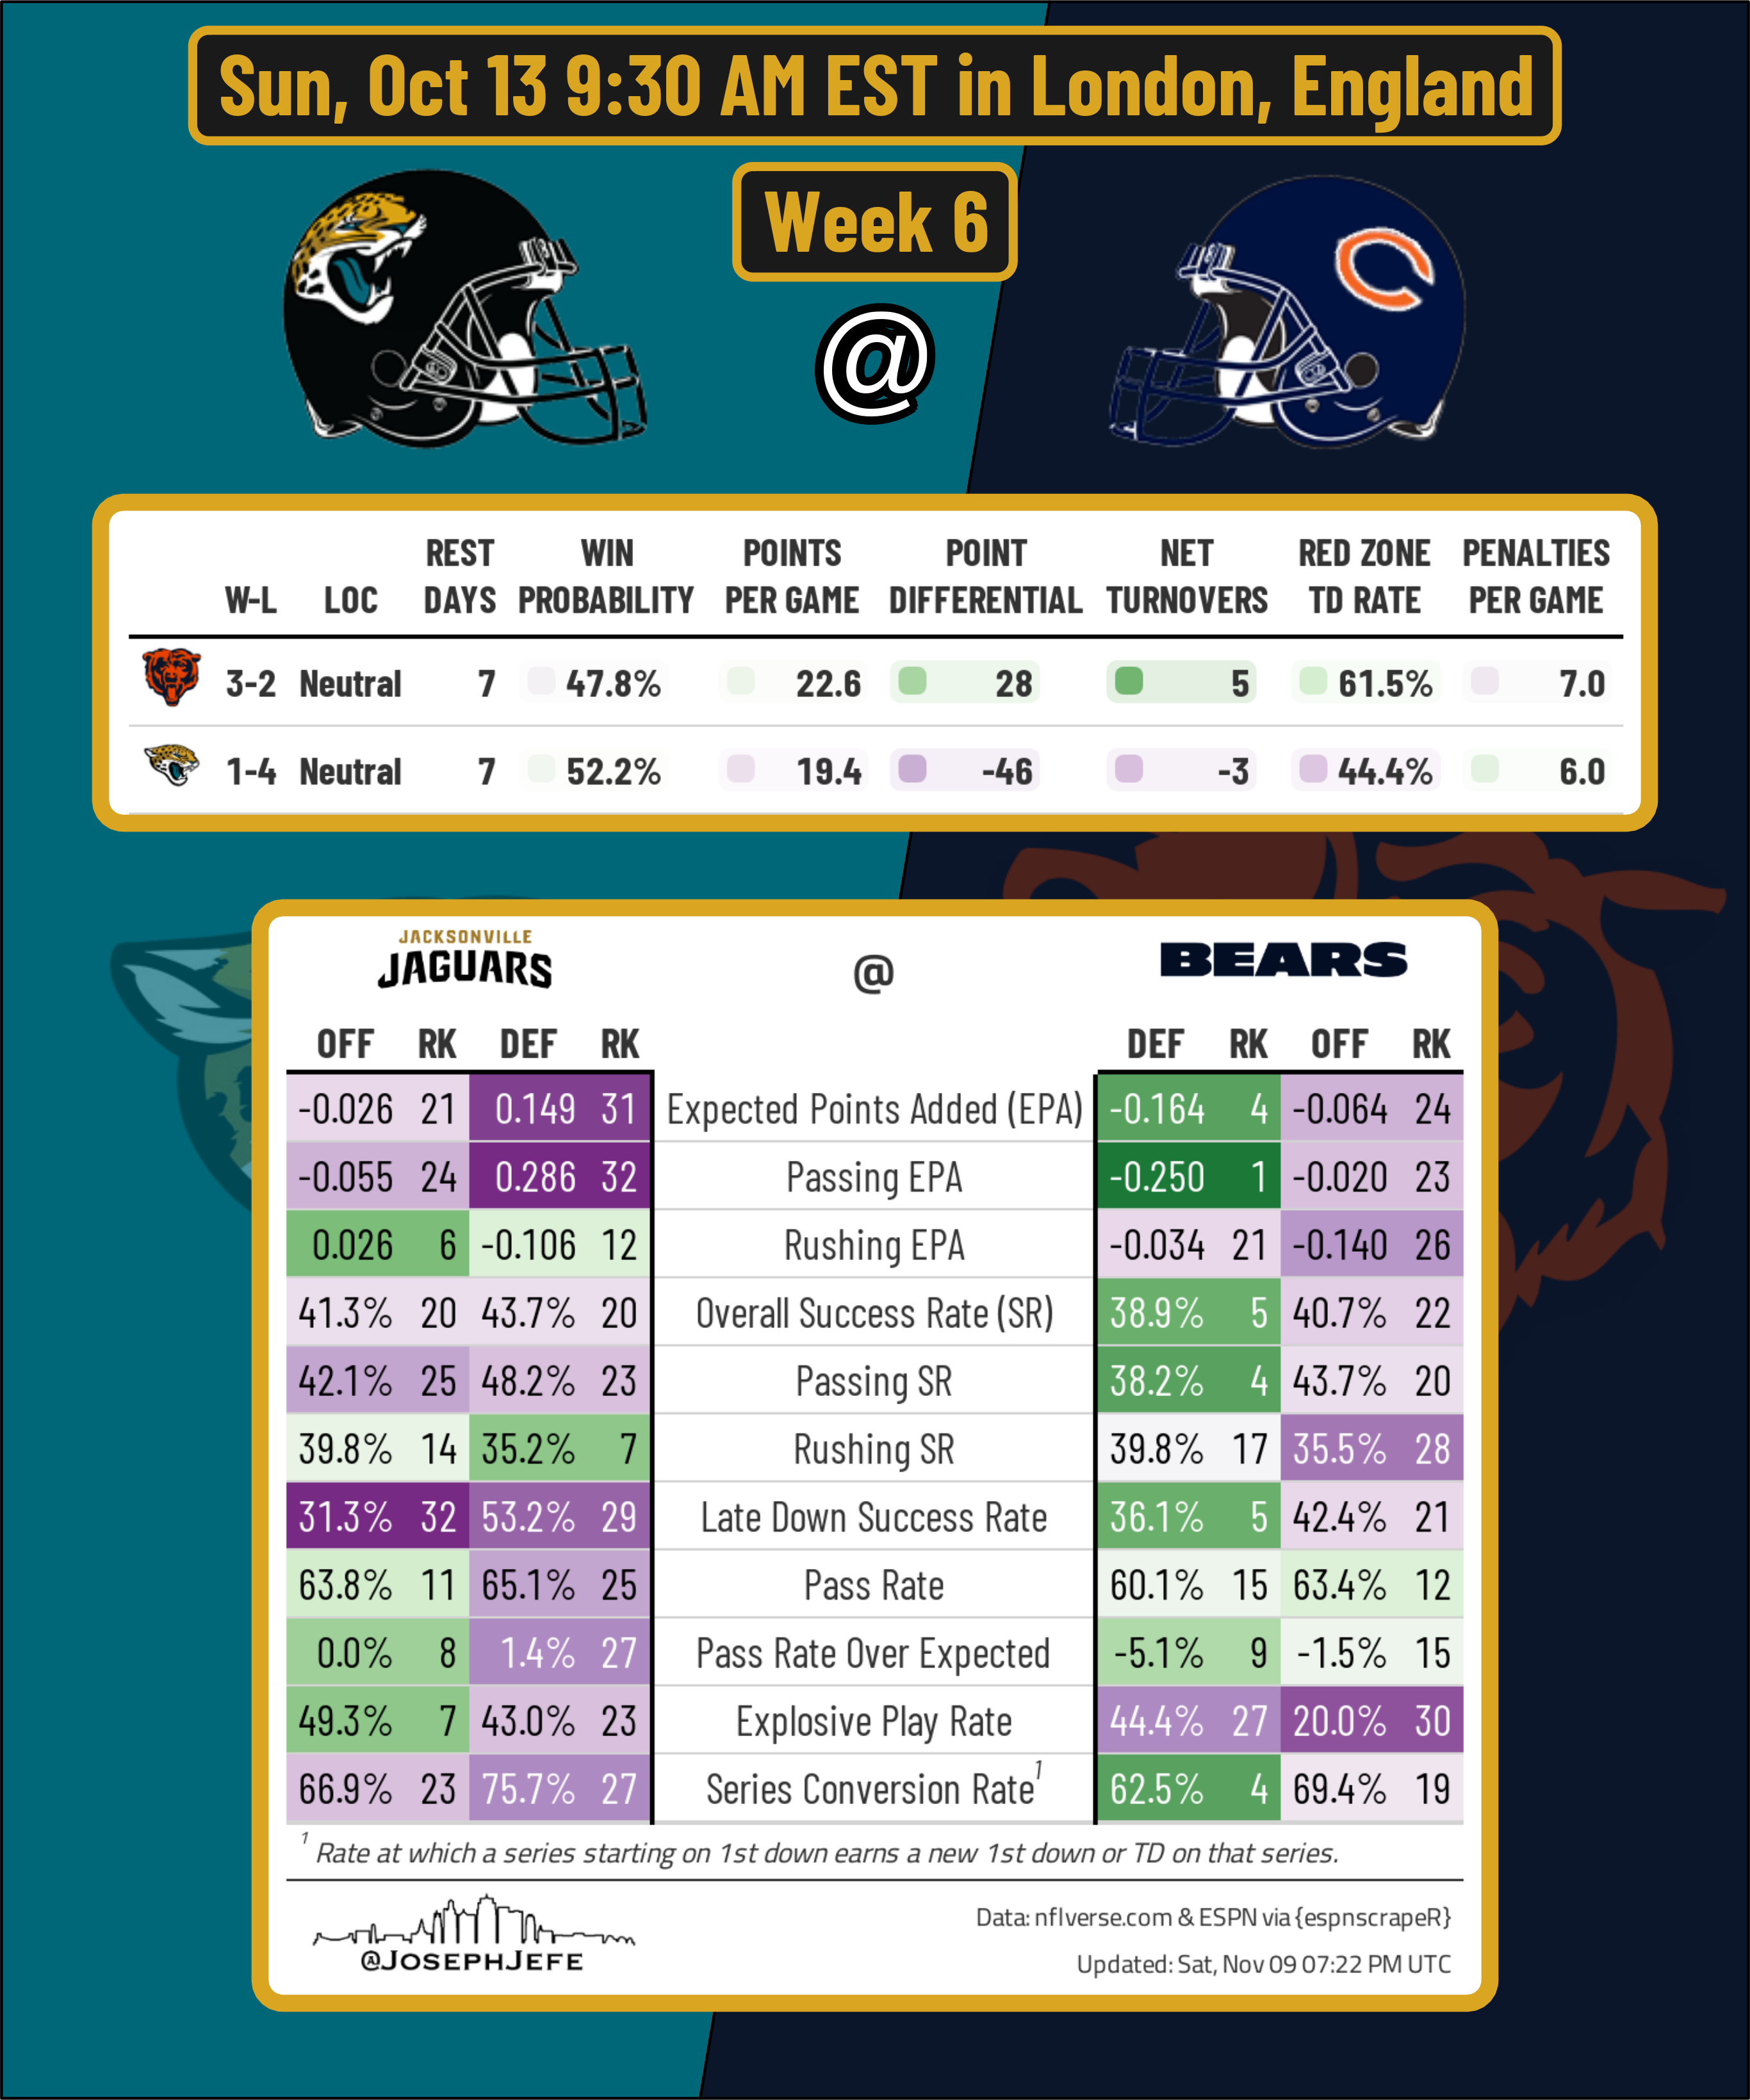 Sun, Oct 13 9:30 AM EST in London, England
Week 6
@
REST WIN POINTS POINT NET RED ZONE PENALTIES
W-L LOC DAYS PROBABILITY PER GAME DIFFERENTIAL TURNOVERS TD RATE PER GAME
3-2 Neutral 7 47.8% 22.6 28 5 61.5% 7.0
1-4 Neutral 7 52.2% 19.4 -46 -3 44.4% 6.0
JACKSONVILLE
JAGUARS @ BEARS
OFF RK DEF RK DEF RK OFF RK
-0.026 21 0.149 31 Expected Points Added (EPA) -0.164 4 -0.064 24
-0.055 24 0.286 32 Passing EPA -0.250 1 -0.020 23
0.026 6 -0.106 12 Rushing EPA -0.034 21 -0.140 26
41.3% 20 43.7% 20 Overall Success Rate (SR) 38.9% 5 40.7% 22
42.1% 25 48.2% 23 Passing SR 38.2% 4 43.7% 20
39.8% 14 35.2% 7 Rushing SR 39.8% 17 35.5% 28
31.3% 32 53.2% 29 Late Down Success Rate 36.1% 5 42.4% 21
63.8% 11 65.1% 25 Pass Rate 60.1% 15 63.4% 12
0.0% 8 1.4% 27 Pass Rate Over Expected -5.1% 9 -1.5% 15
49.3% 7 43.0% 23 Explosive Play Rate 44.4% 27 20.0% 30
66.9% 23 75.7% 27 Series Conversion Rate¹ 62.5% 4 69.4% 19
¹ Rate at which a series starting on 1st down earns a new 1st down or TD on that series.
Data: nflverse.com & ESPN via {espnscrapeR}
@JOSEPHJEFE
Updated: Sat, Nov 09 07:22 PM UTC